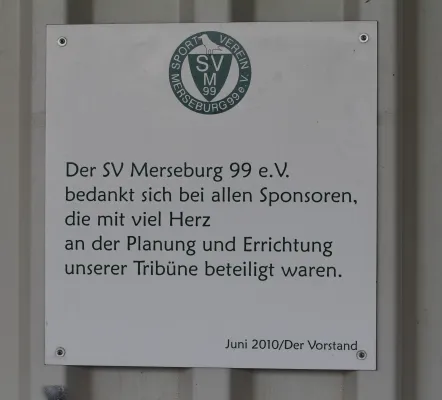 SPORT VEREIN
SV
M
99
MERSEBURG 99 e.V.
Der SV Merseburg 99 e.V.
bedankt sich bei allen Sponsoren,
die mit viel Herz
an der Planung und Errichtung
unserer Tribüne beteiligt waren.
Juni 2010/Der Vorstand